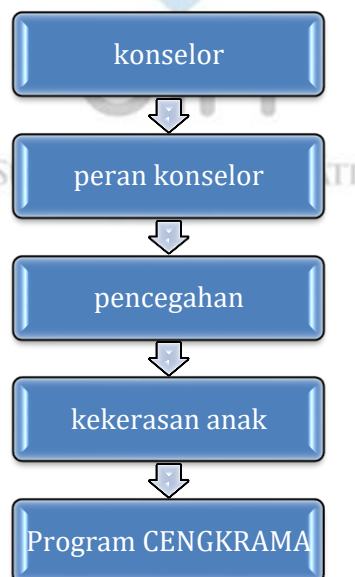 konselor
peran konselor
pencegahan
kekerasan anak
Program CENGKRAMA